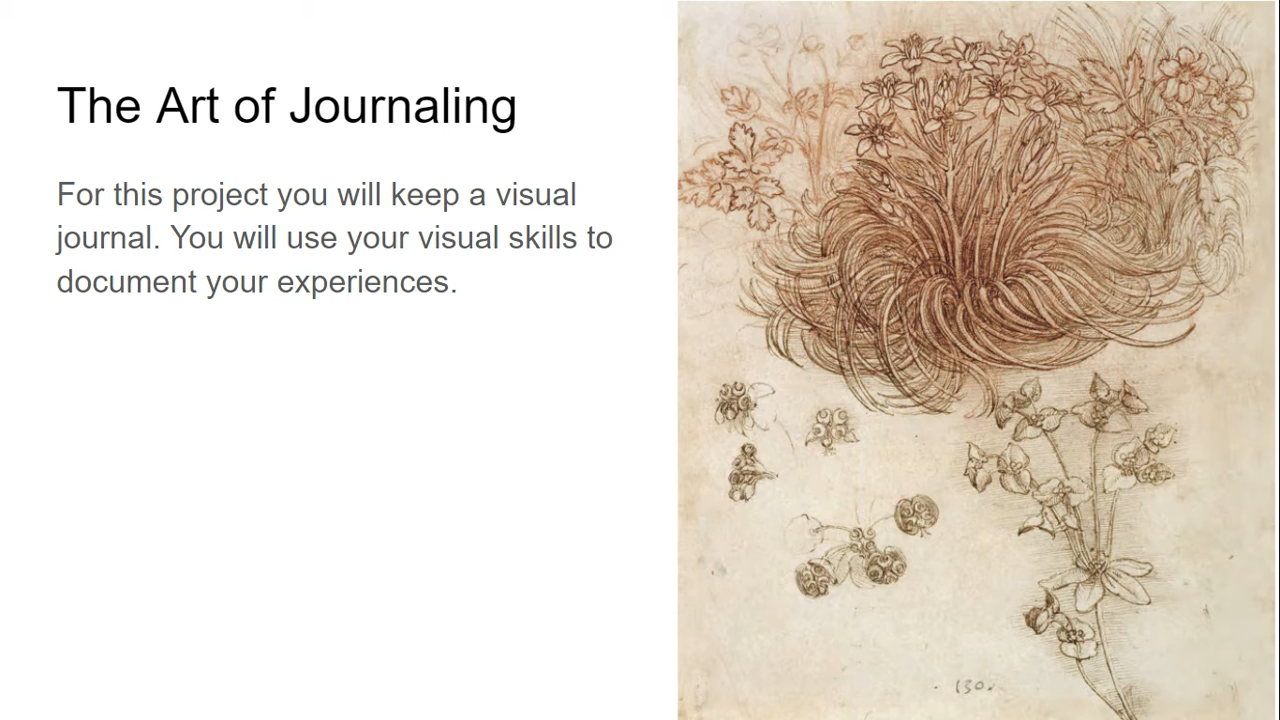 The Art of Journaling
For this project you will keep a visual
journal. You will use your visual skills to
document your experiences.
130.